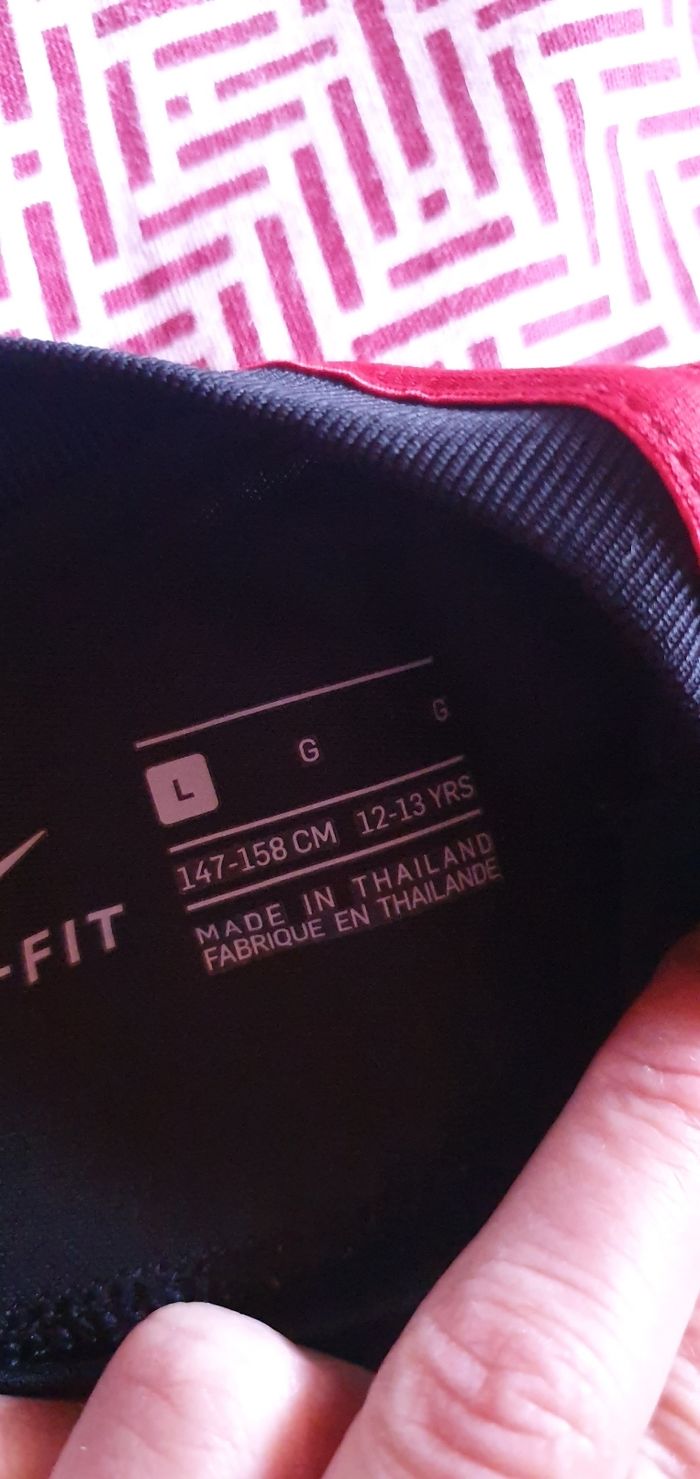 L G G
147-158 CM 12-13 YRS
-FIT
MADE IN THAILAND
FABRIQUE EN THAILANDE